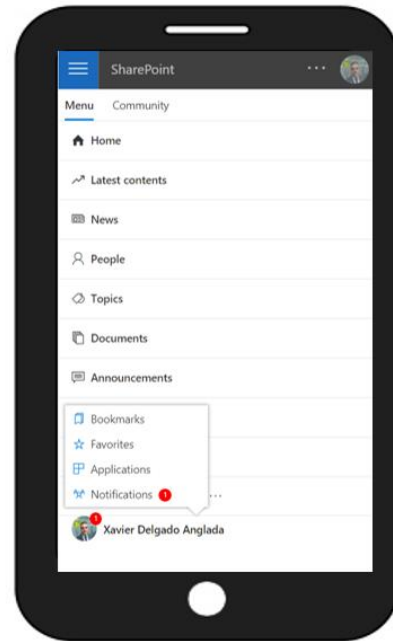 SharePoint ...
Menu Community
Home
Latest contents
News
People
Topics
Documents
Announcements
Bookmarks
Favorites
Applications
Notifications 1
...
1
Xavier Delgado Anglada